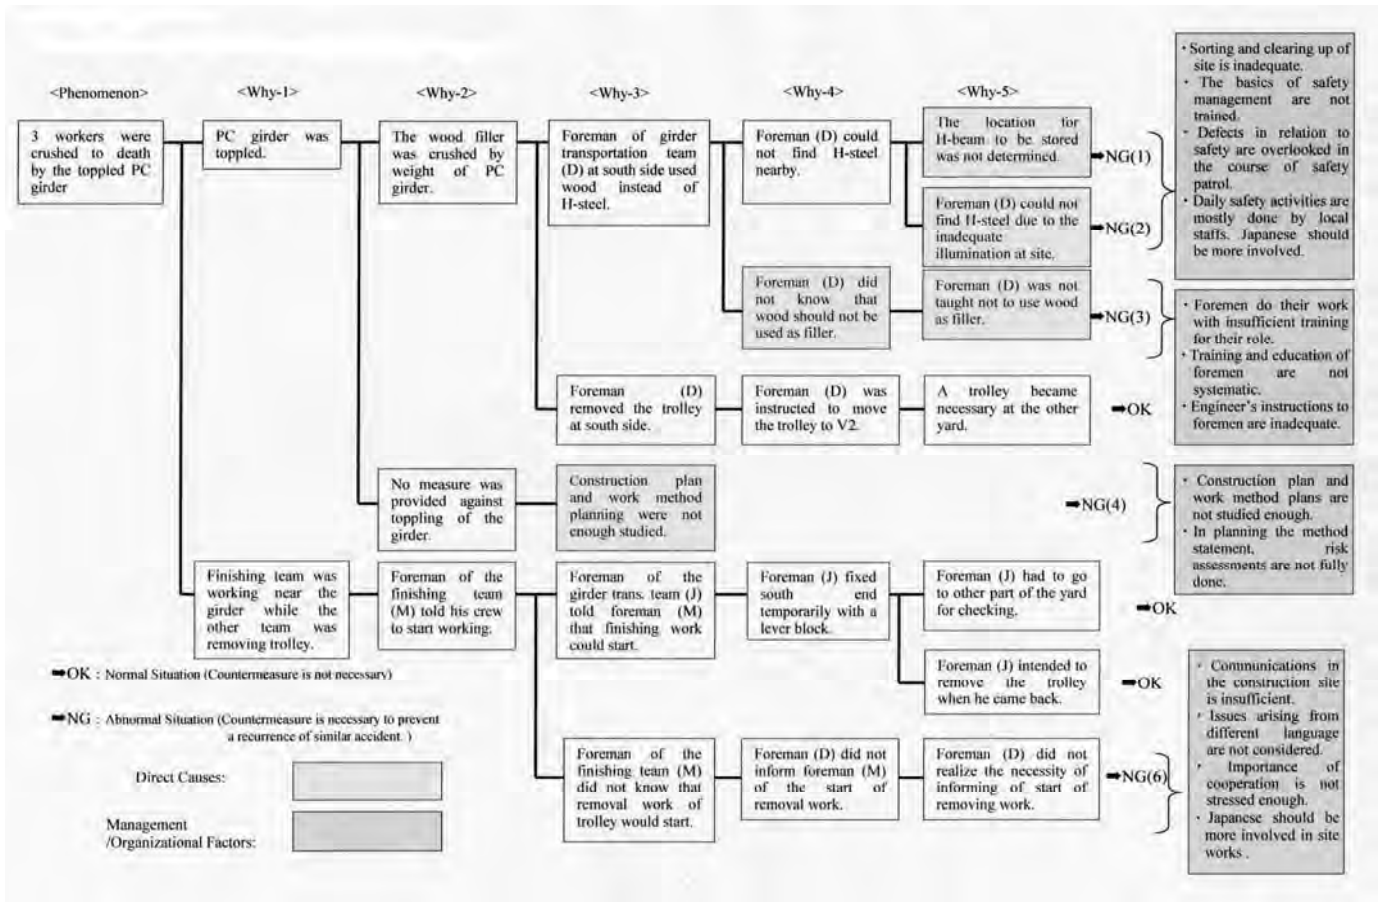 <Phenomenon>
<Why-1>
<Why-2>
<Why-3>
<Why-4>
<Why-5>
3 workers were
crushed to death
by the toppled PC
girder
PC girder was
toppled.
The wood filler
was crushed by
weight of PC
girder.
Foreman of girder
transportation team
(D) at south side used
wood instead of
H-steel.
Foreman (D) could
not find H-steel
nearby.
The location for
H-beam to be stored
was not determined.
➡NG(1)
Foreman (D) could not
find H-steel due to the
inadequate
illumination at site.
➡NG(2)
・Sorting and clearing up of
site is inadequate.
・ The basics of safety
management are not
trained.
・Defects in relation to
safety are overlooked in
the course of safety
patrol.
・Daily safety activities are
mostly done by local
staffs. Japanese should
be more involved.
Foreman (D) did
not know that
wood should not be
used as filler.
Foreman (D) was not
taught not to use wood
as filler.
➡NG(3)
・ Foremen do their work
with insufficient training
for their role.
・Training and education of
foremen are not
systematic.
・Engineer's instructions to
foremen are inadequate.
Foreman (D)
removed the trolley
at south side.
Foreman (D) was
instructed to move
the trolley to V2.
A trolley became
necessary at the other
yard.
➡OK
No measure was
provided against
toppling of the
girder.
Construction plan
and work method
planning were not
enough studied.
➡NG(4)
・ Construction plan and
work method plans are
not studied enough.
・In planning the method
statement, risk
assessments are not fully
done.
Finishing team was
working near the
girder while the
other team was
removing trolley.
Foreman of the
finishing team
(M) told his crew
to start working.
Foreman of the
girder trans. team (J)
told foreman (M)
that finishing work
could start.
Foreman (J) fixed
south end
temporarily with a
lever block.
Foreman (J) had to go
to other part of the yard
for checking.
➡OK
Foreman (J) intended to
remove the trolley
when he came back.
➡OK
Foreman of the
finishing team (M)
did not know that
removal work of
trolley would start.
Foreman (D) did not
inform foreman (M)
of the start of
removal work.
Foreman (D) did not
realize the necessity of
informing of start of
removing work.
➡NG(6)
・ Communications in
the construction site
is insufficient.
・ Issues arising from
different language
are not considered.
・ Importance of
cooperation is not
stressed enough.
・Japanese should be
more involved in site
works .
➡OK : Normal Situation (Countermeasure is not necessary)
➡NG : Abnormal Situation (Countermeasure is necessary to prevent
a recurrence of similar accident. )
Direct Causes:
Management
/Organizational Factors: